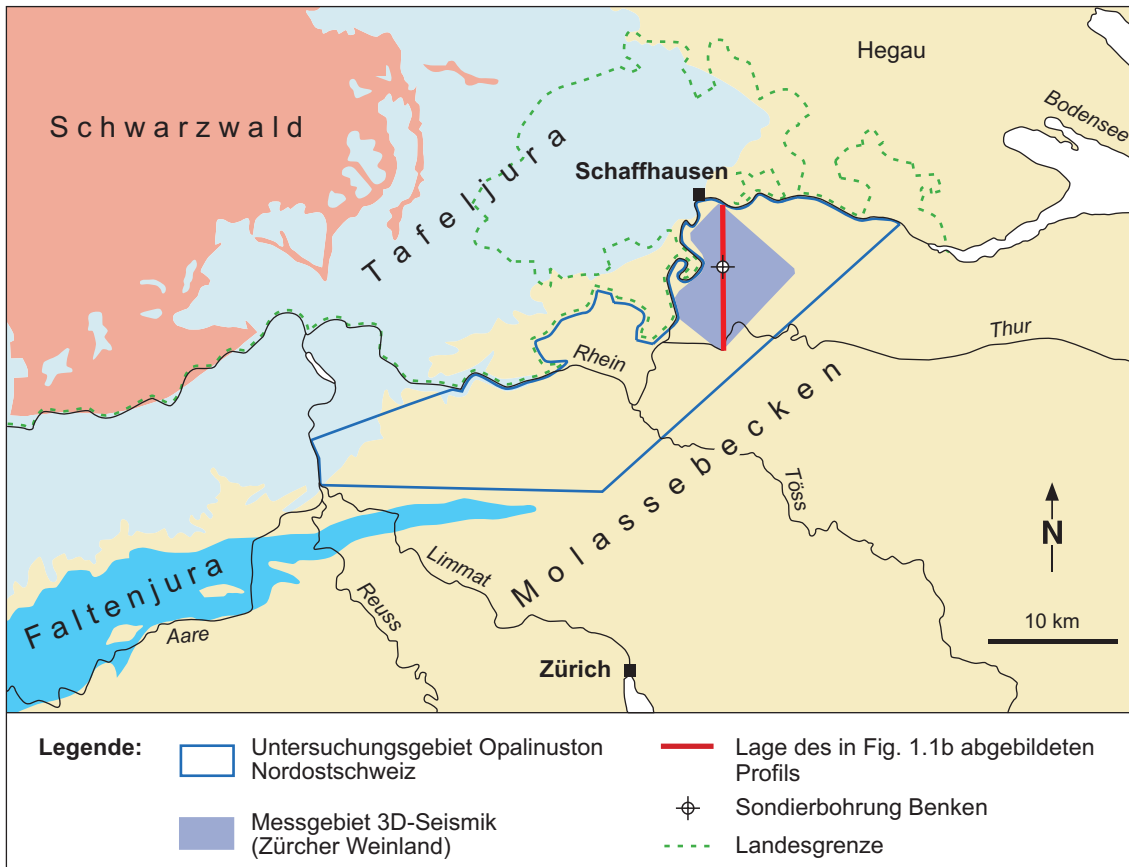 Hegau
Bodensee
Schwarzwald
Tafeljura
Schaffhausen
Thur
Rhein
Molassebecken
Töss
N
Limmat
Faltenjura
Reuss
Aare
10 km
Zürich
Legende:
Untersuchungsgebiet Opalinuston
Nordostschweiz
Messgebiet 3D-Seismik
(Zürcher Weinland)
Lage des in Fig. 1.1b abgebildeten
Profils
Sondierbohrung Benken
Landesgrenze